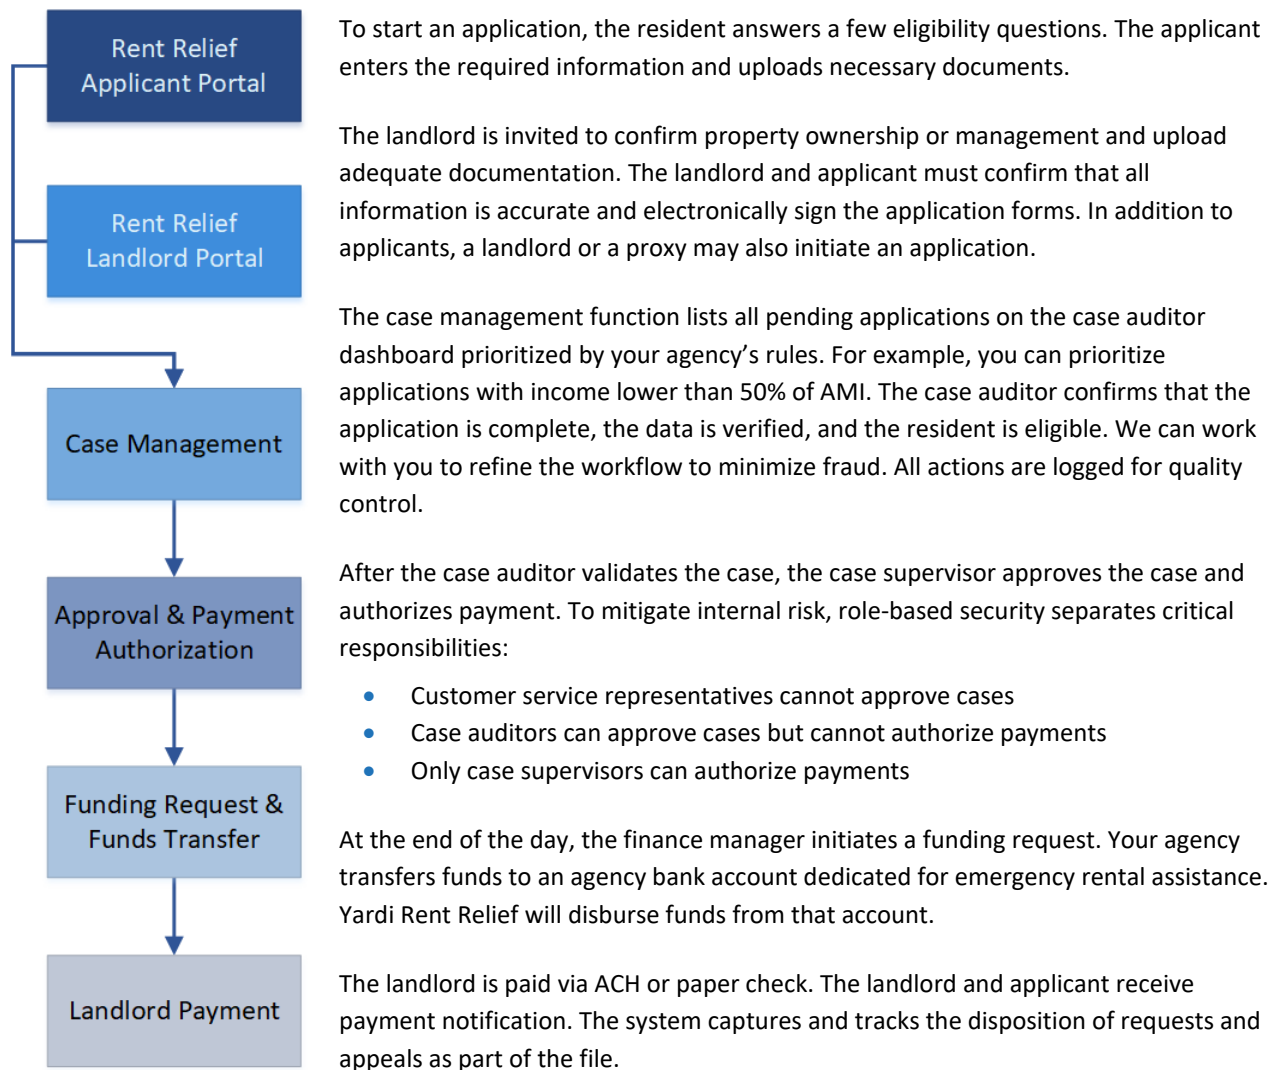 Rent Relief
Applicant Portal
To start an application, the resident answers a few eligibility questions. The applicant
enters the required information and uploads necessary documents.
Rent Relief
Landlord Portal
The landlord is invited to confirm property ownership or management and upload
adequate documentation. The landlord and applicant must confirm that all
information is accurate and electronically sign the application forms. In addition to
applicants, a landlord or a proxy may also initiate an application.
Case Management
The case management function lists all pending applications on the case auditor
dashboard prioritized by your agency’s rules. For example, you can prioritize
applications with income lower than 50% of AMI. The case auditor confirms that the
application is complete, the data is verified, and the resident is eligible. We can work
with you to refine the workflow to minimize fraud. All actions are logged for quality
control.
Approval & Payment
Authorization
After the case auditor validates the case, the case supervisor approves the case and
authorizes payment. To mitigate internal risk, role-based security separates critical
responsibilities:
• Customer service representatives cannot approve cases
• Case auditors can approve cases but cannot authorize payments
• Only case supervisors can authorize payments
Funding Request &
Funds Transfer
At the end of the day, the finance manager initiates a funding request. Your agency
transfers funds to an agency bank account dedicated for emergency rental assistance.
Yardi Rent Relief will disburse funds from that account.
Landlord Payment
The landlord is paid via ACH or paper check. The landlord and applicant receive
payment notification. The system captures and tracks the disposition of requests and
appeals as part of the file.